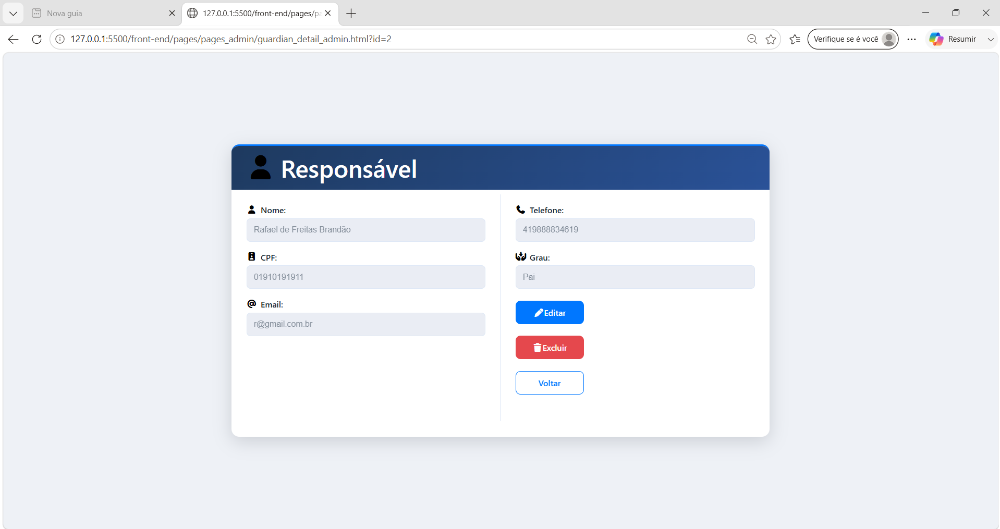 Nova guia
127.0.0.1:5500/front-end/pages/pa
127.0.0.1:5500/front-end/pages/pages_admin/guardian_detail_admin.html?id=2
Verifique se é você
Resumir
Responsável
Nome:
Rafael de Freitas Brandão
CPF:
01910191911
Email:
r@gmail.com.br
Telefone:
419888834619
Grau:
Pai
Editar
Excluir
Voltar